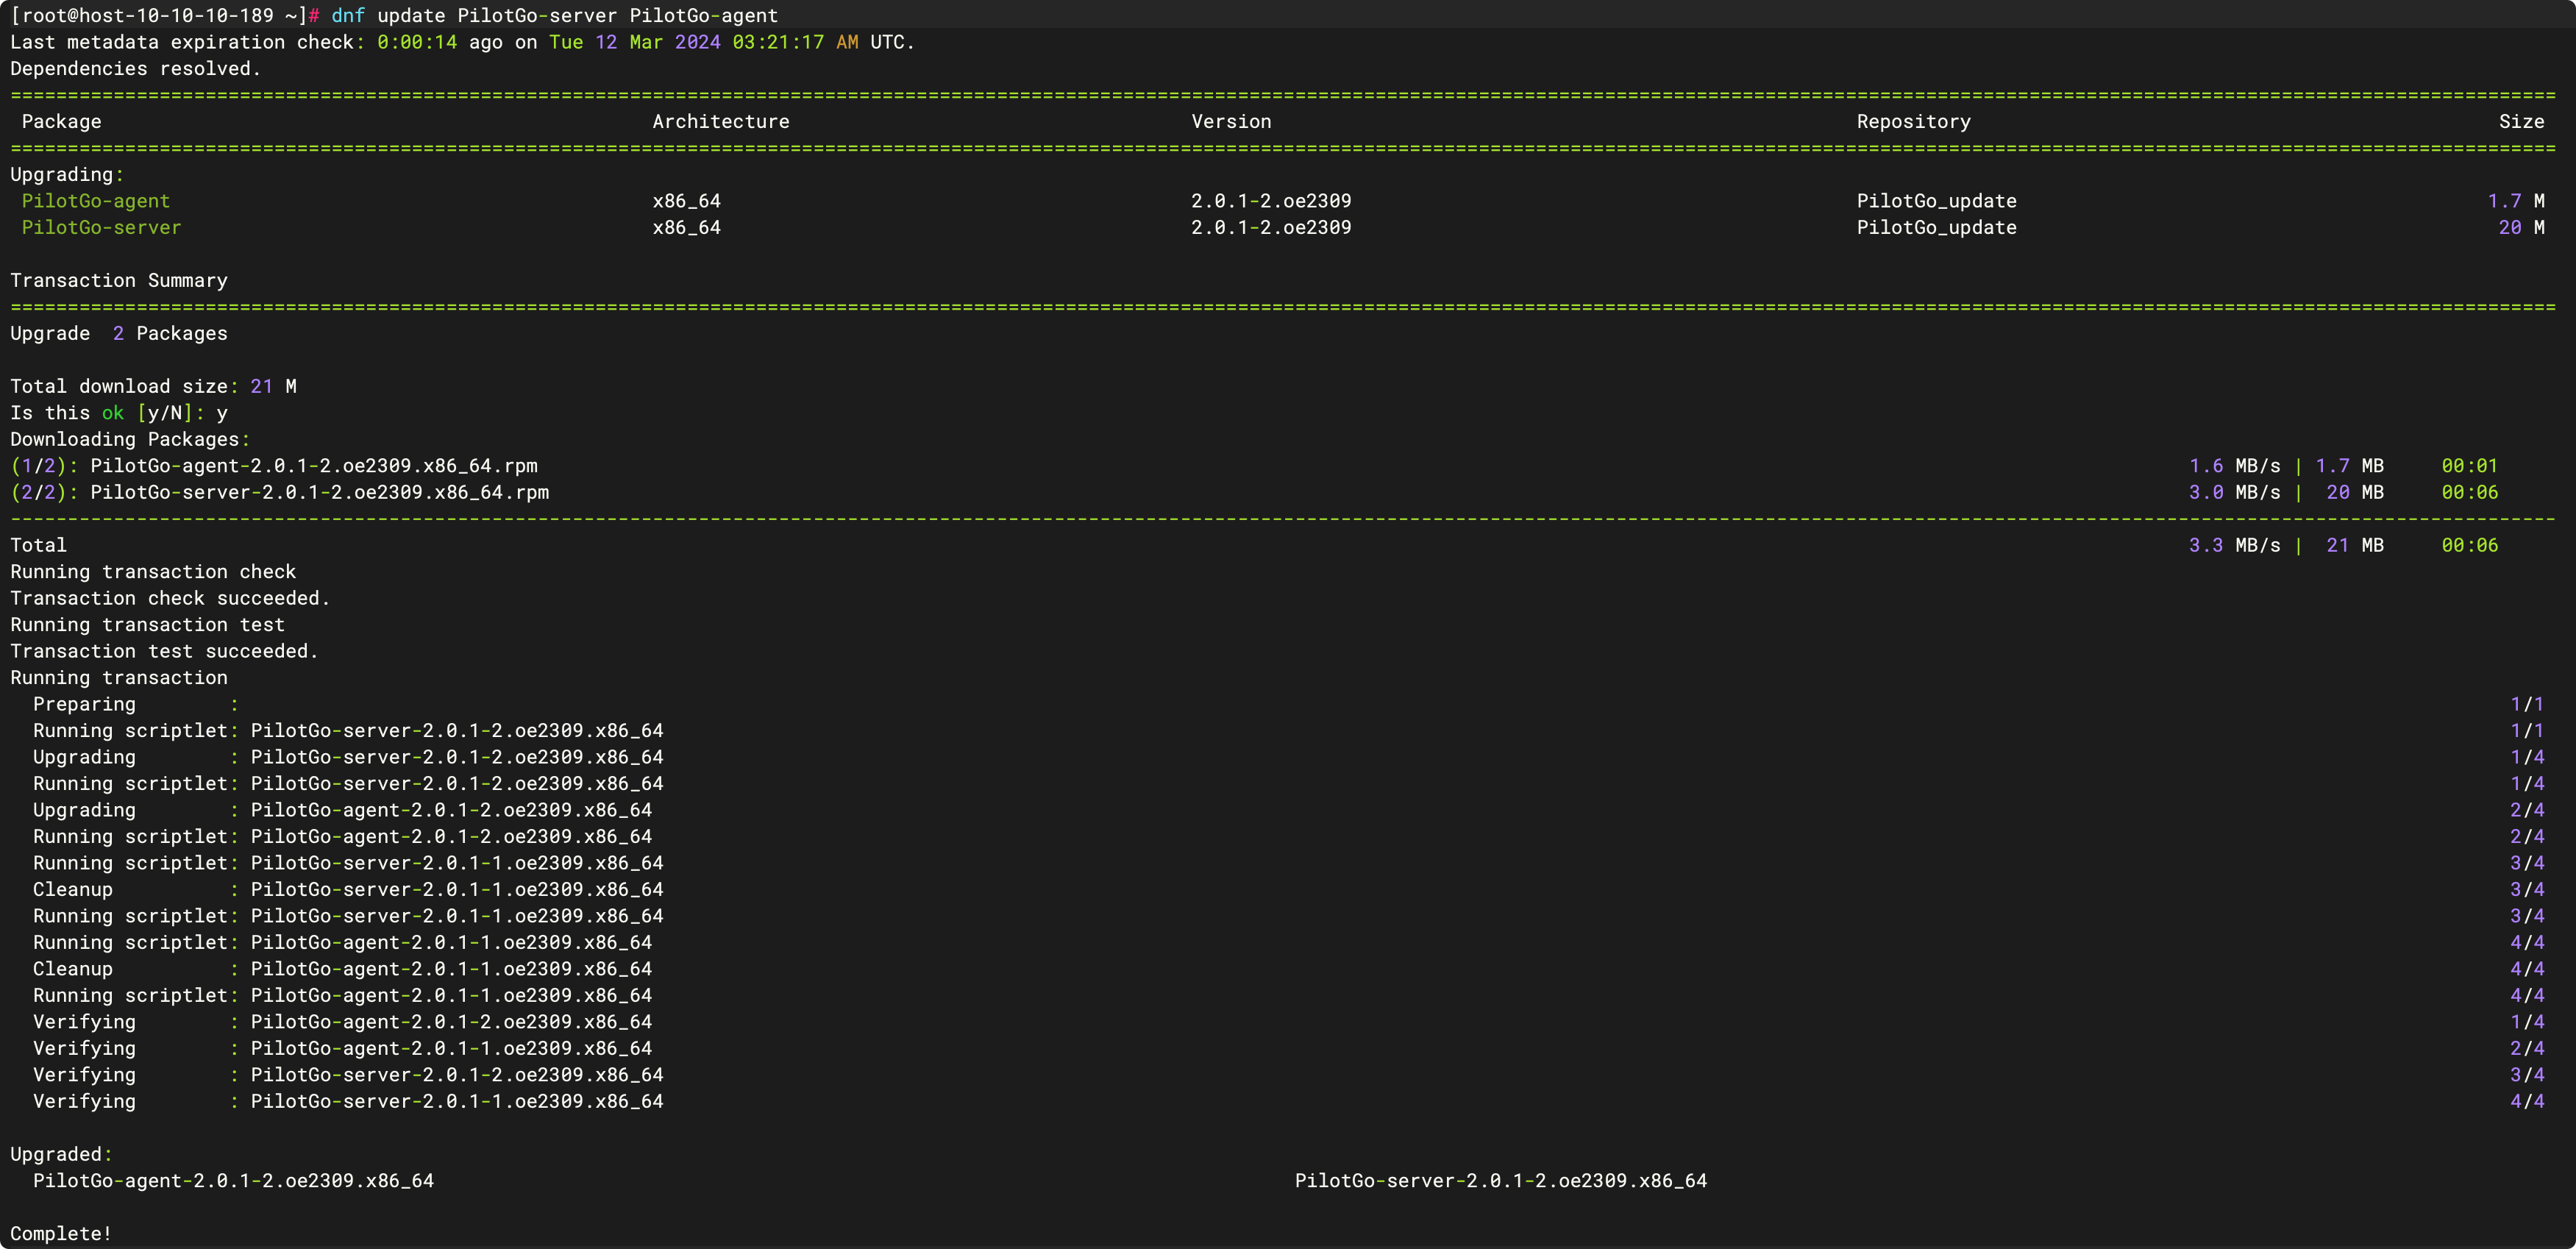 [root@host-10-10-10-189 ~]# dnf update PilotGo-server PilotGo-agent
Last metadata expiration check: 0:00:14 ago on Tue 12 Mar 2024 03:21:17 AM UTC.
Dependencies resolved.
Package Architecture Version Repository Size
Upgrading:
PilotGo-agent x86_64 2.0.1-2.oe2309 PilotGo_update 1.7 M
PilotGo-server x86_64 2.0.1-2.oe2309 PilotGo_update 20 M
Transaction Summary
Upgrade 2 Packages
Total download size: 21 M
Is this ok [y/N]: y
Downloading Packages:
(1/2): PilotGo-agent-2.0.1-2.oe2309.x86_64.rpm 1.6 MB/s | 1.7 MB 00:01
(2/2): PilotGo-server-2.0.1-2.oe2309.x86_64.rpm 3.0 MB/s | 20 MB 00:06
Total 3.3 MB/s | 21 MB 00:06
Running transaction check
Transaction check succeeded.
Running transaction test
Transaction test succeeded.
Running transaction
Preparing : 1/1
Running scriptlet: PilotGo-server-2.0.1-2.oe2309.x86_64 1/1
Upgrading : PilotGo-server-2.0.1-2.oe2309.x86_64 1/4
Running scriptlet: PilotGo-server-2.0.1-2.oe2309.x86_64 1/4
Upgrading : PilotGo-agent-2.0.1-2.oe2309.x86_64 2/4
Running scriptlet: PilotGo-agent-2.0.1-2.oe2309.x86_64 2/4
Running scriptlet: PilotGo-server-2.0.1-1.oe2309.x86_64 3/4
Cleanup : PilotGo-server-2.0.1-1.oe2309.x86_64 3/4
Running scriptlet: PilotGo-server-2.0.1-1.oe2309.x86_64 3/4
Running scriptlet: PilotGo-agent-2.0.1-1.oe2309.x86_64 4/4
Cleanup : PilotGo-agent-2.0.1-1.oe2309.x86_64 4/4
Running scriptlet: PilotGo-agent-2.0.1-1.oe2309.x86_64 4/4
Verifying : PilotGo-agent-2.0.1-2.oe2309.x86_64 1/4
Verifying : PilotGo-agent-2.0.1-1.oe2309.x86_64 2/4
Verifying : PilotGo-server-2.0.1-2.oe2309.x86_64 3/4
Verifying : PilotGo-server-2.0.1-1.oe2309.x86_64 4/4
Upgraded:
PilotGo-agent-2.0.1-2.oe2309.x86_64 PilotGo-server-2.0.1-2.oe2309.x86_64
Complete!